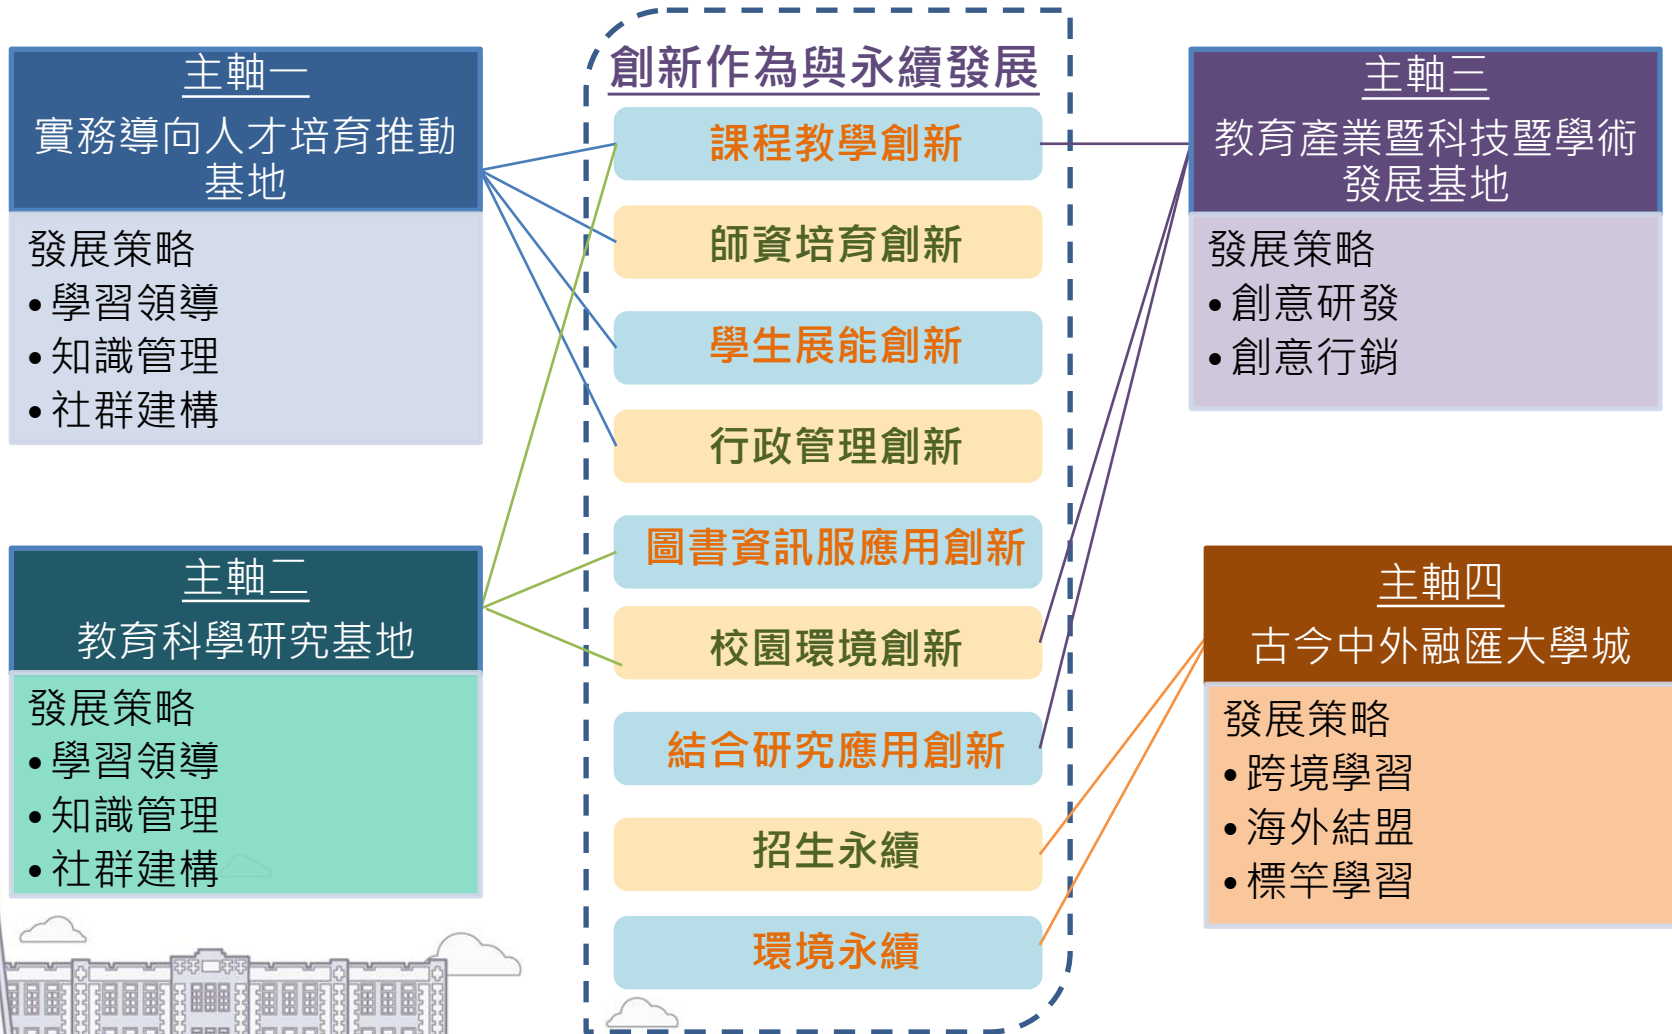 主軸一
實務導向人才培育推動
基地
發展策略
•學習領導
•知識管理
•社群建構
主軸二
教育科學研究基地
發展策略
•學習領導
•知識管理
•社群建構
創新作為與永續發展
課程教學創新
師資培育創新
學生展能創新
行政管理創新
圖書資訊服應用創新
校園環境創新
結合研究應用創新
招生永續
環境永續
主軸三
教育產業暨科技暨學術
發展基地
發展策略
•創意研發
•創意行銷
主軸四
古今中外融匯大學城
發展策略
•跨境學習
•海外結盟
•標竿學習